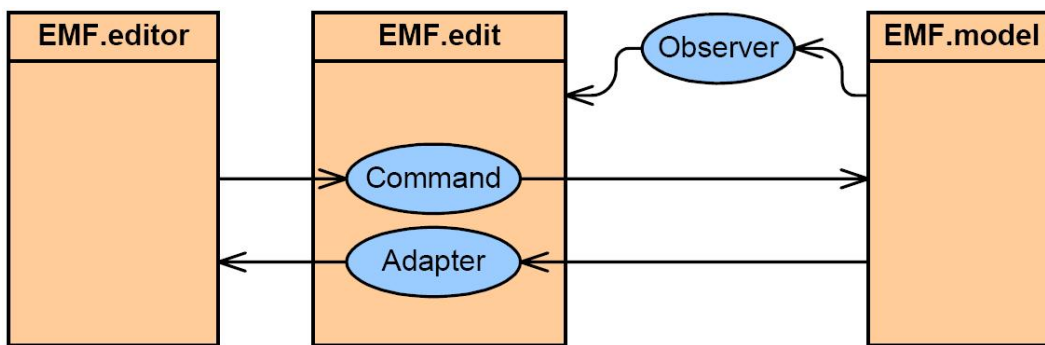 EMF.editor
EMF.edit
Observer
EMF.model
Command
Adapter